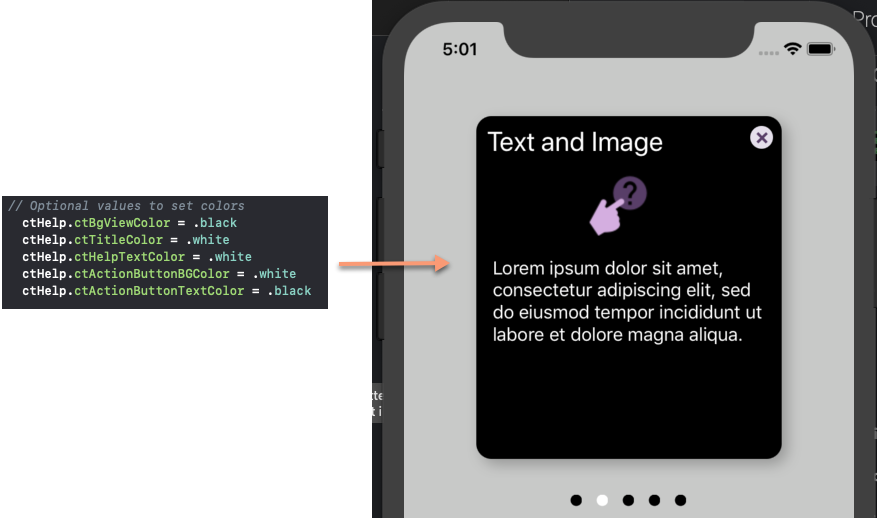 // Optional values to set colors
ctHelp.ctBgViewColor = .black
ctHelp.ctTitleColor = .white
ctHelp.ctHelpTextColor = .white
ctHelp.ctActionButtonBGColor = .white
ctHelp.ctActionButtonTextColor = .black
5:01
Text and Image
?
Lorem ipsum dolor sit amet,
consectetur adipiscing elit, sed
do eiusmod tempor incididunt ut
labore et dolore magna aliqua.